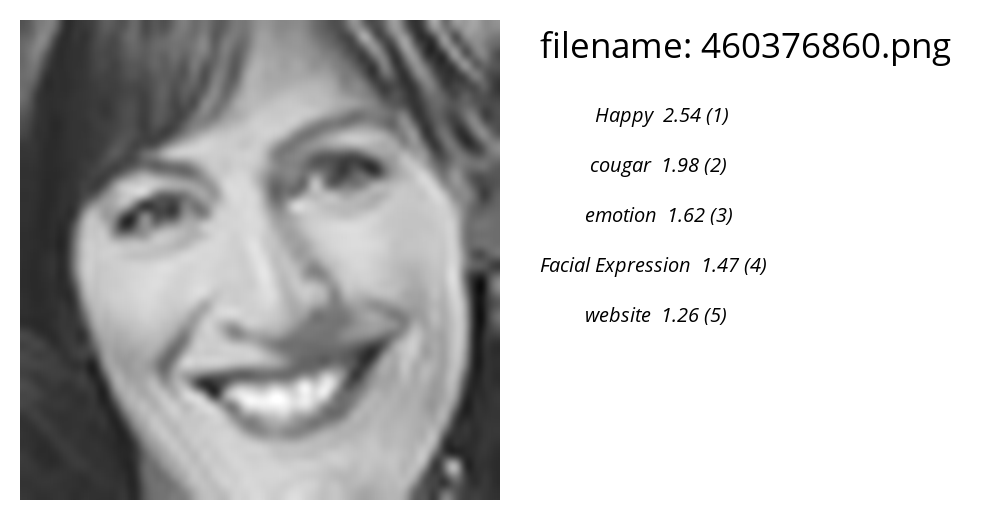 filename: 460376860.png
Happy 2.54 (1)
cougar 1.98 (2)
emotion 1.62 (3)
Facial Expression 1.47 (4)
website 1.26 (5)